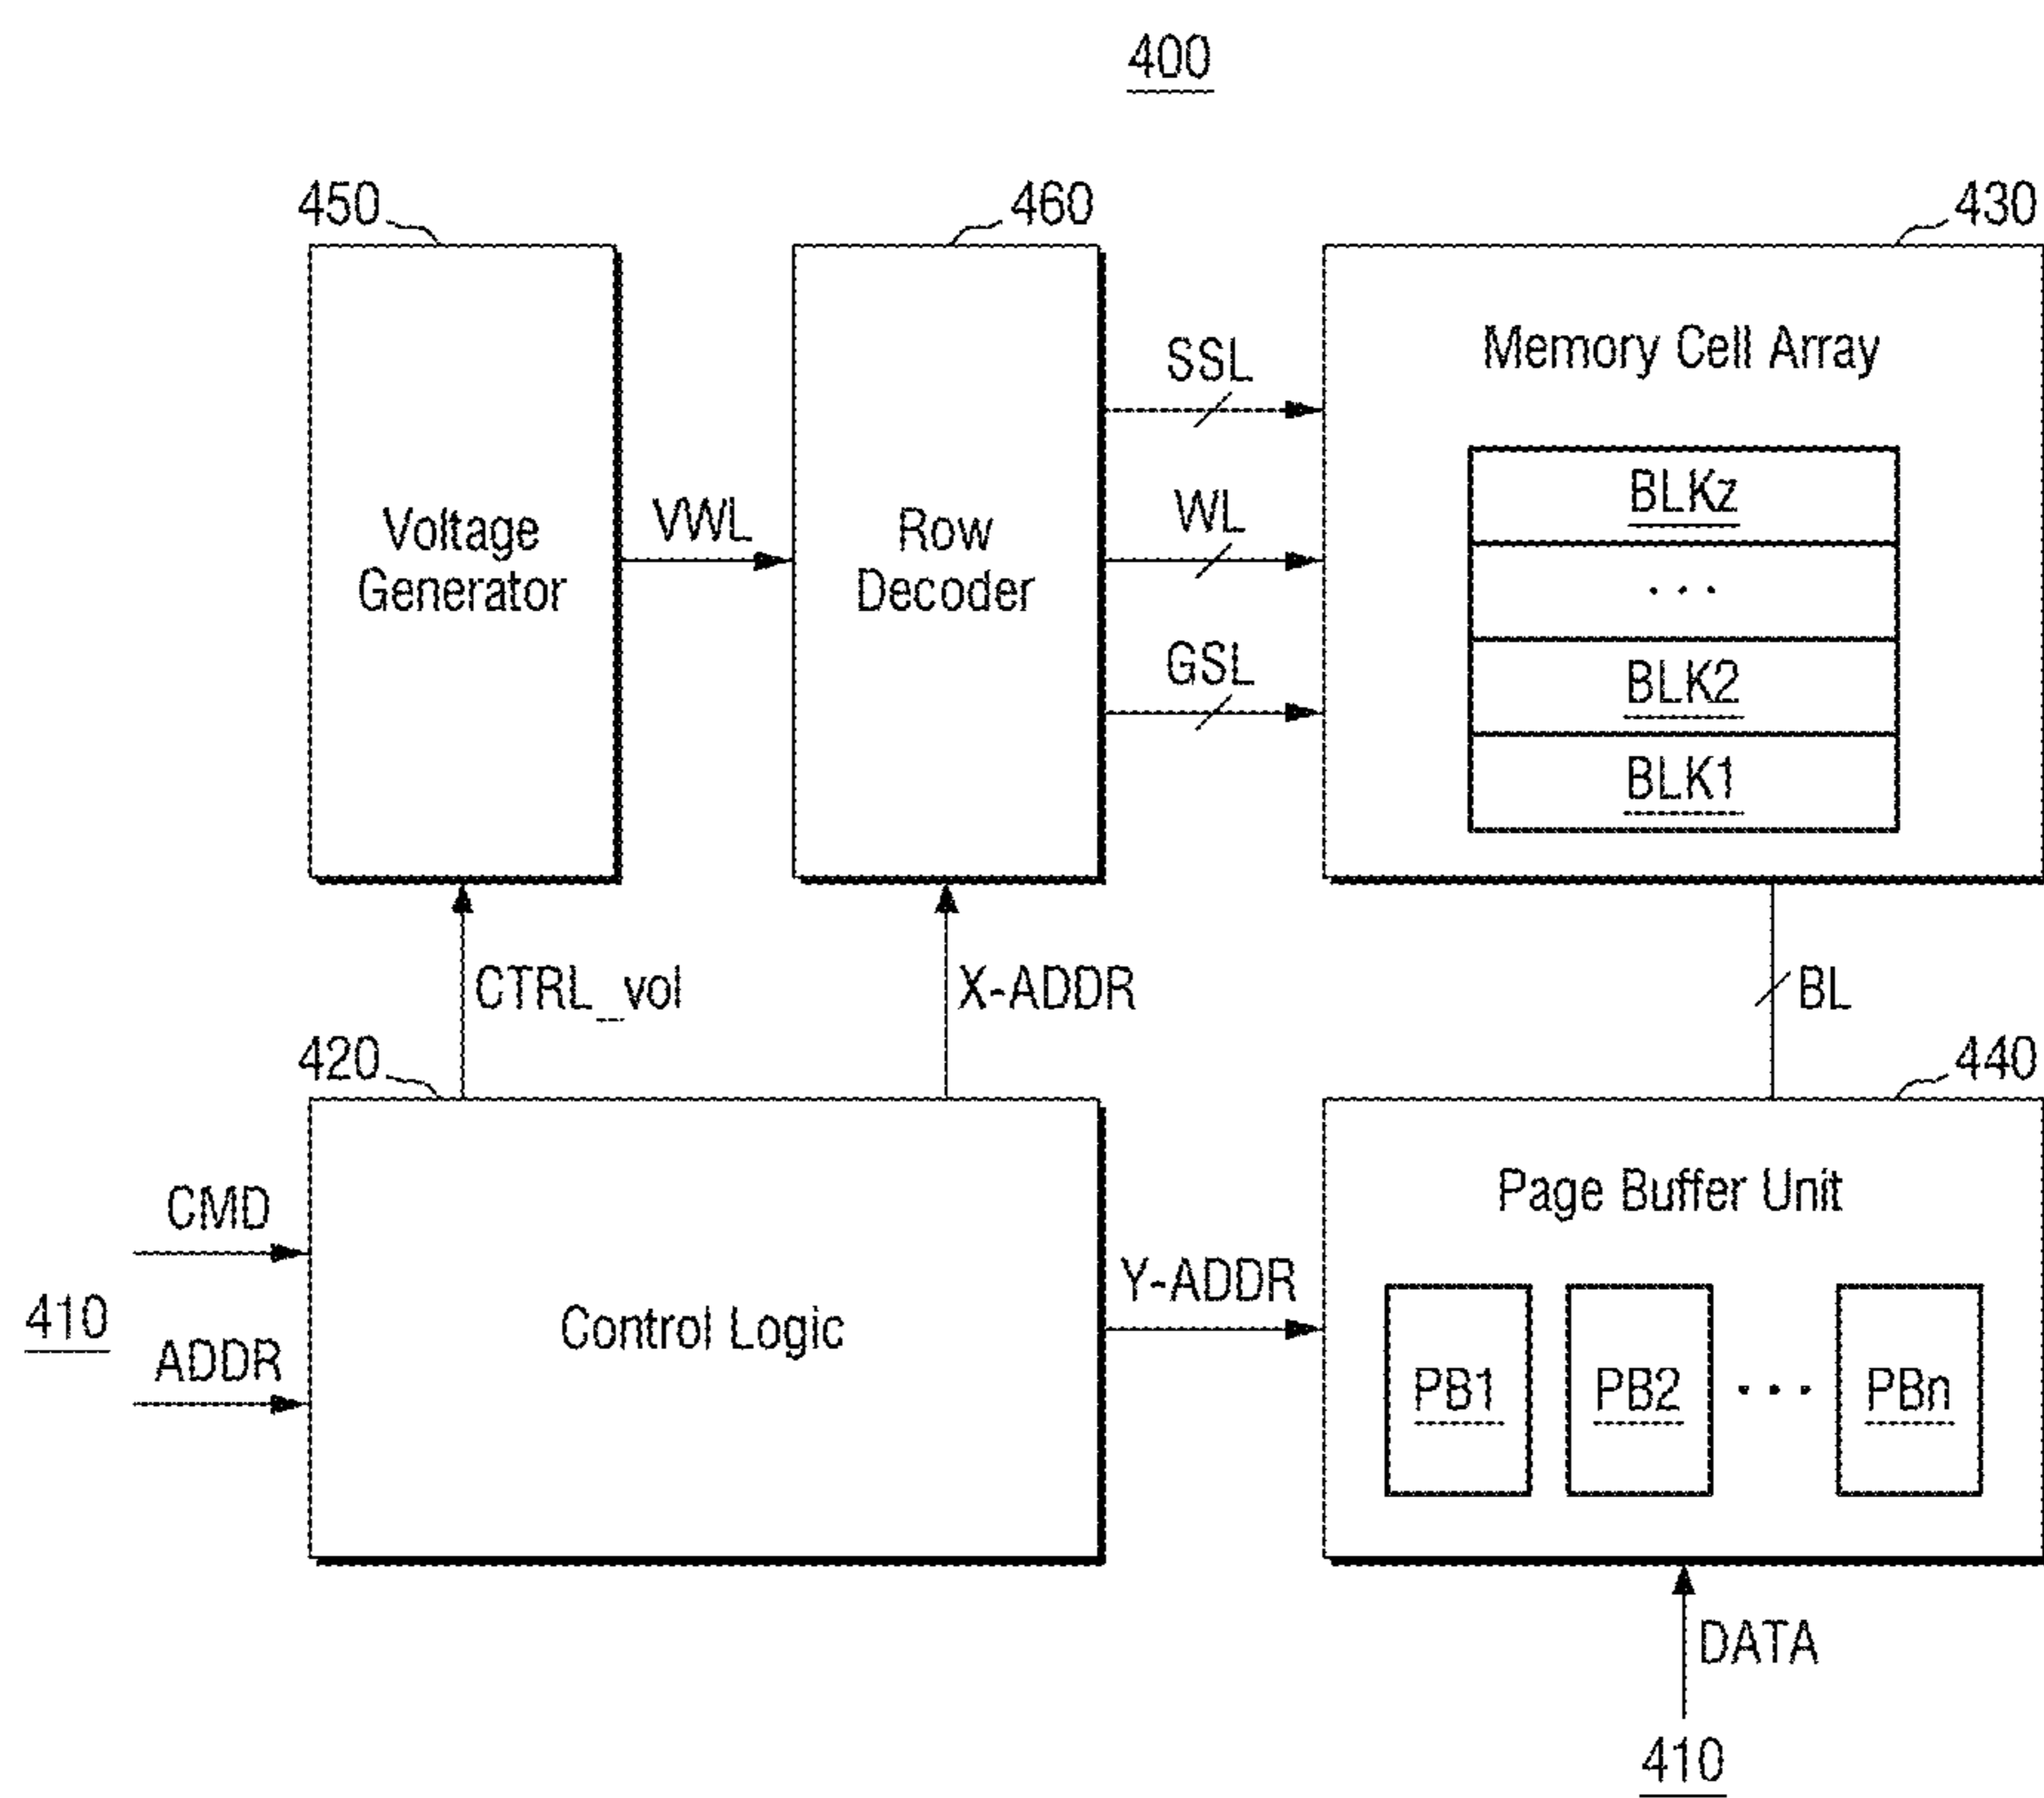 400
450
460
430
Voltage
Generator
VWL
Row
Decoder
SSL
WL
GSL
Memory Cell Array
BLKz
...
BLK2
BLK1
CTRL_vol
X-ADDR
BL
420
440
CMD
410
ADDR
Control Logic
Y-ADDR
Page Buffer Unit
PB1 PB2 ... PBn
DATA
410